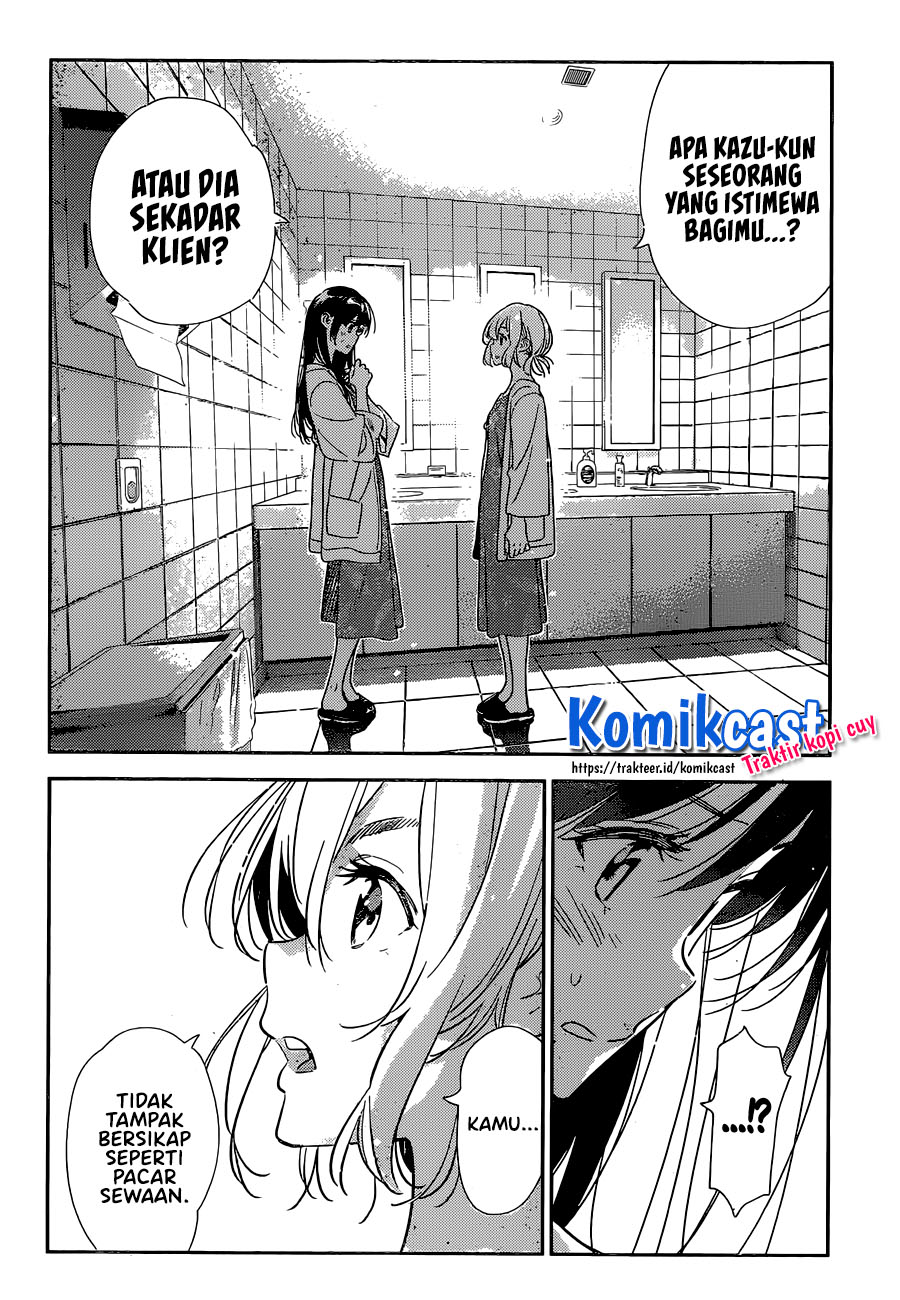 APA KAZU-KUN
SESEORANG
YANG ISTIMEWA
BAGIMU...?
ATAU DIA
SEKADAR
KLIEN?
Komikcast
Traktir kopi cuy
https://trakteer.id/komikcast
....!?
KAMU...
TIDAK
TAMPAK
BERSIKAP
SEPERTI
PACAR
SEWAAN.